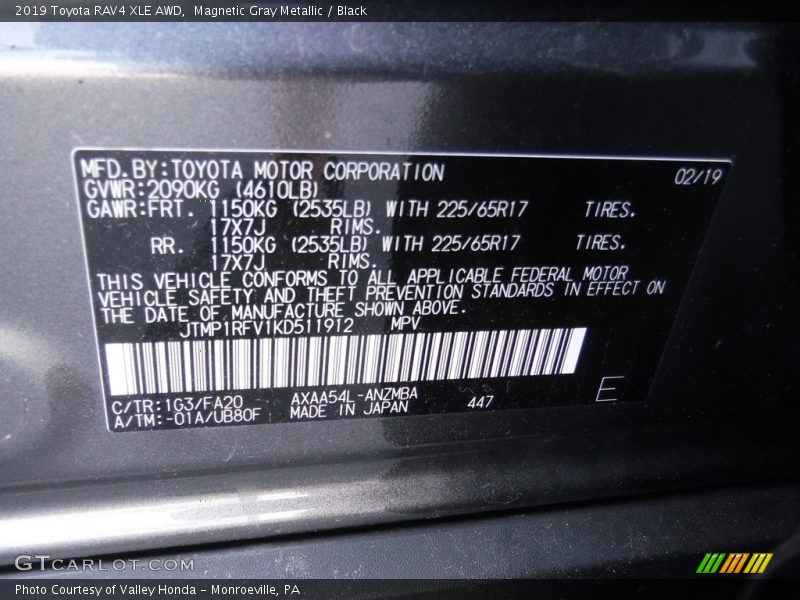 2019 Toyota RAV4 XLE AWD,  Magnetic Gray Metallic / Black
MFD.BY:TOYOTA MOTOR CORPORATION 02/19
GVWR:2090KG (4610LB)
GAWR:FRT. 1150KG (2535LB) WITH 225/65R17 TIRES.
17X7J RIMS.
RR. 1150KG (2535LB) WITH 225/65R17 TIRES.
17X7J RIMS.
THIS VEHICLE CONFORMS TO ALL APPLICABLE FEDERAL MOTOR
VEHICLE SAFETY AND THEFT PREVENTION STANDARDS IN EFFECT ON
THE DATE OF MANUFACTURE SHOWN ABOVE.
JTMP1RFV1KD511912 MPV
C/TR:1G3/FA20 AXAA54L-ANZMBA 447 E
A/TM:-01A/UB80F MADE IN JAPAN
GTCarLot.com
Photo Courtesy of Valley Honda - Monroeville, PA